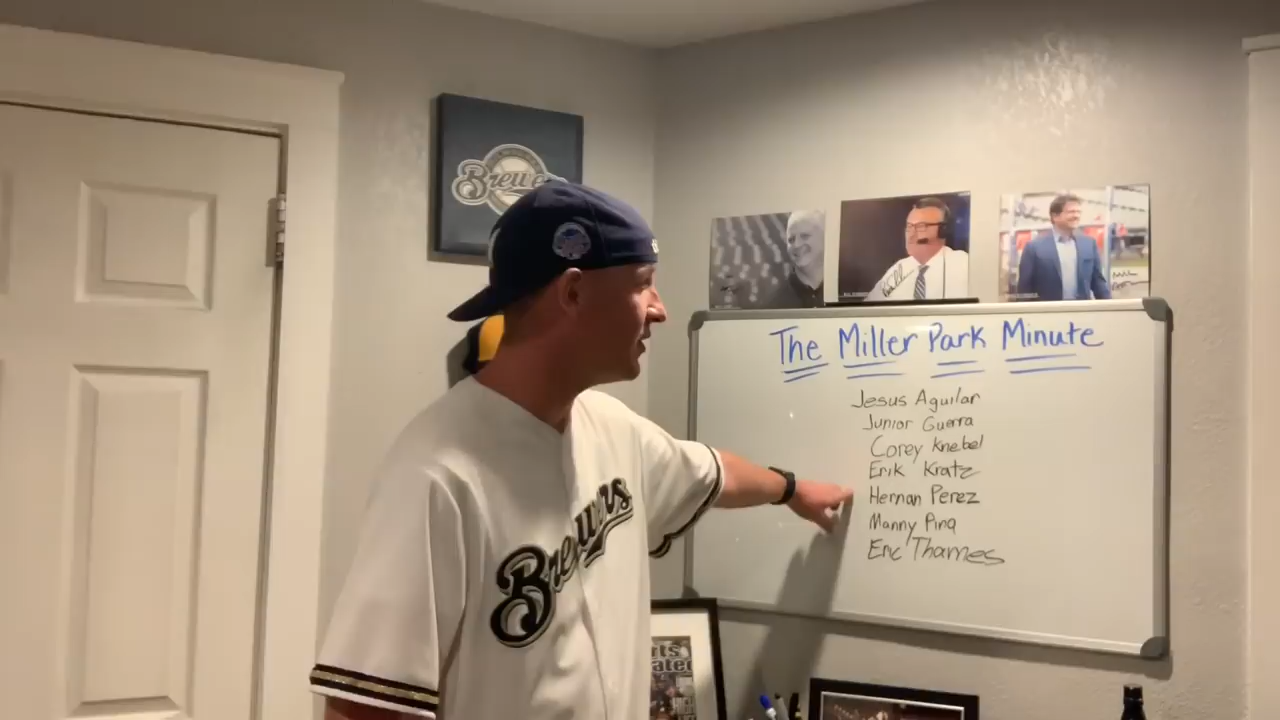 Brewe
The Miller Park Minute
Jesus Aguilar
Junior Guerra
Corey Knebel
Erik Kratz
Hernan Perez
Manny Pina
Eric Thames
Brewers